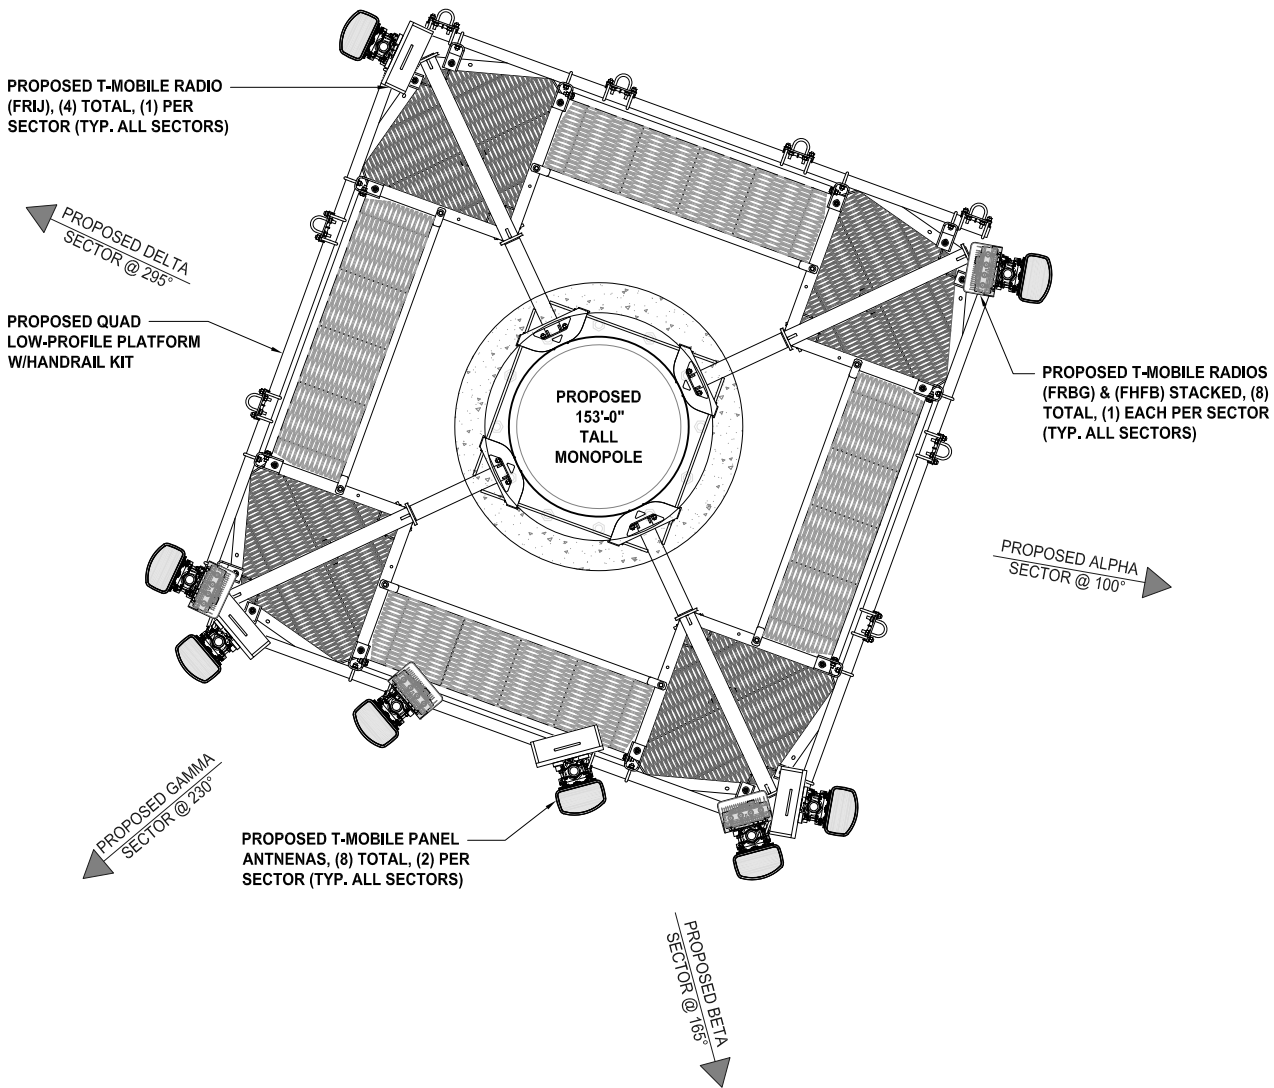 PROPOSED T-MOBILE RADIO
(FRIJ), (4) TOTAL, (1) PER
SECTOR (TYP. ALL SECTORS)
PROPOSED DELTA
SECTOR @ 295°
PROPOSED QUAD
LOW-PROFILE PLATFORM
W/HANDRAIL KIT
PROPOSED
153'-0"
TALL
MONOPOLE
PROPOSED T-MOBILE RADIOS
(FRBG) & (FHFB) STACKED, (8)
TOTAL, (1) EACH PER SECTOR
(TYP. ALL SECTORS)
PROPOSED ALPHA
SECTOR @ 100°
PROPOSED GAMMA
SECTOR @ 230°
PROPOSED T-MOBILE PANEL
ANTNENAS, (8) TOTAL, (2) PER
SECTOR (TYP. ALL SECTORS)
PROPOSED BETA
SECTOR @ 165°